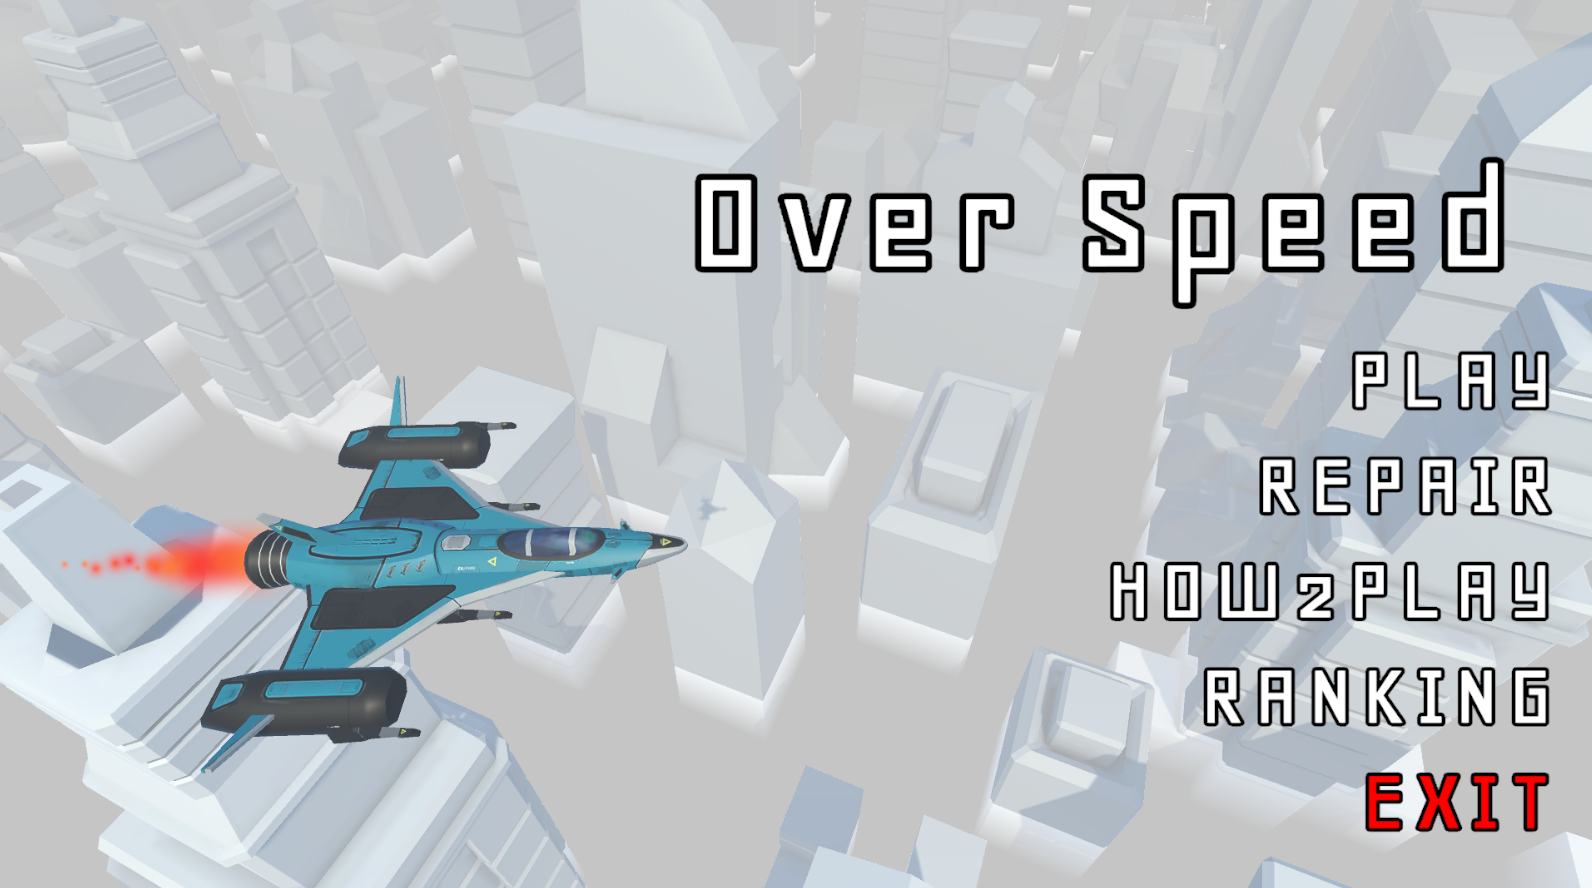 Over Speed
PLAY
REPAIR
HOW2PLAY
RANKING
EXIT